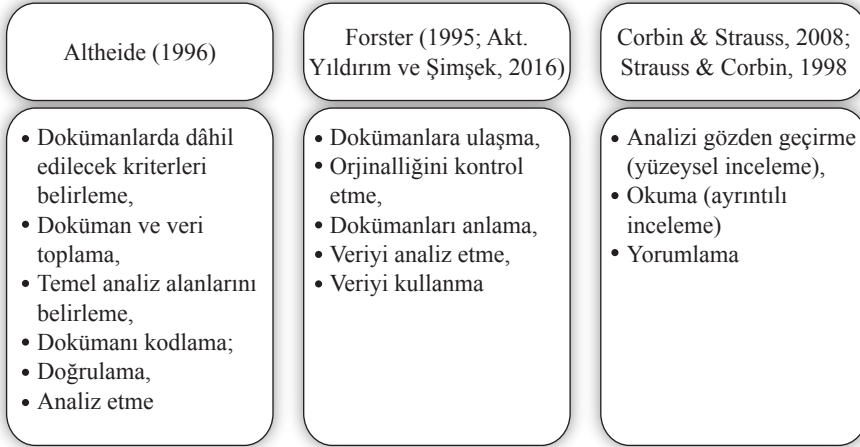 Altheide (1996)
• Dokümanlarda dâhil
edilecek kriterleri
belirleme,
• Doküman ve veri
toplama,
• Temel analiz alanlarını
belirleme,
• Dokümanı kodlama;
• Doğrulama,
• Analiz etme
Forster (1995; Akt.
Yıldırım ve Şimşek, 2016)
• Dokümanlara ulaşma,
• Orjinalliğini kontrol
etme,
• Dokümanları anlama,
• Veriyi analiz etme,
• Veriyi kullanma
Corbin & Strauss, 2008;
Strauss & Corbin, 1998
• Analizi gözden geçirme
(yüzeysel inceleme),
• Okuma (ayrıntılı
inceleme)
• Yorumlama